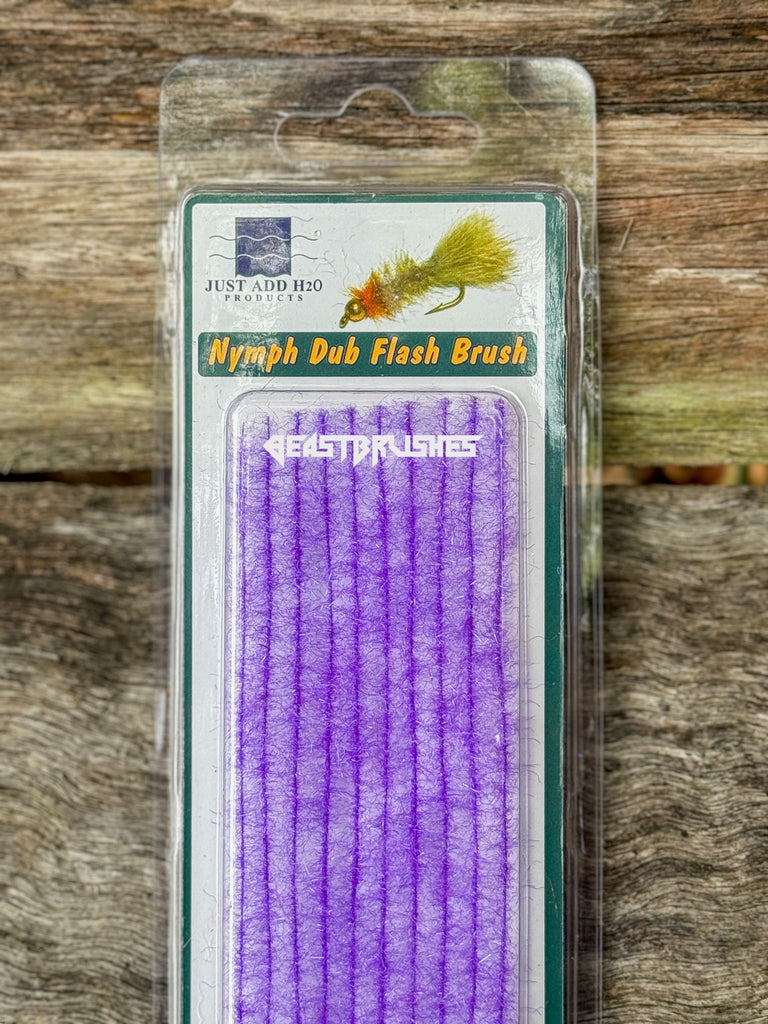 JUST ADD H2O
PRODUCTS
Nymph Dub Flash Brush
BEASTBRUSHES